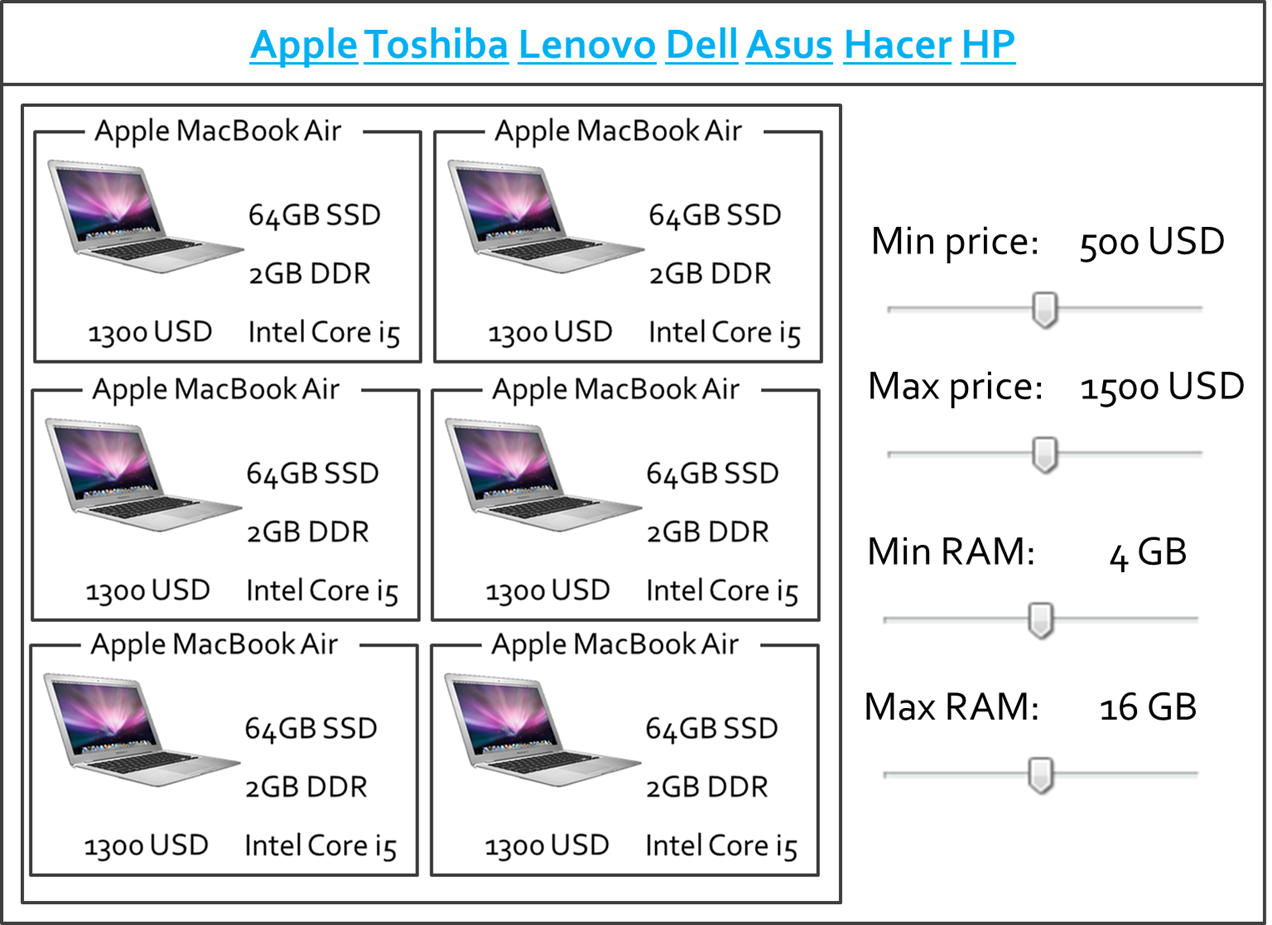 Apple Toshiba Lenovo Dell Asus Hacer HP
Apple MacBook Air
64GB SSD
2GB DDR
1300 USD Intel Core i5
Apple MacBook Air
64GB SSD
2GB DDR
1300 USD Intel Core i5
Apple MacBook Air
64GB SSD
2GB DDR
1300 USD Intel Core i5
Apple MacBook Air
64GB SSD
2GB DDR
1300 USD Intel Core i5
Apple MacBook Air
64GB SSD
2GB DDR
1300 USD Intel Core i5
Apple MacBook Air
64GB SSD
2GB DDR
1300 USD Intel Core i5
Min price: 500 USD
Max price: 1500 USD
Min RAM: 4 GB
Max RAM: 16 GB